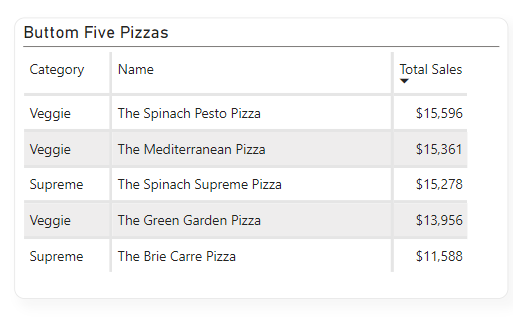 Buttom Five Pizzas
Category Name Total Sales
Veggie The Spinach Pesto Pizza $15,596
Veggie The Mediterranean Pizza $15,361
Supreme The Spinach Supreme Pizza $15,278
Veggie The Green Garden Pizza $13,956
Supreme The Brie Carre Pizza $11,588